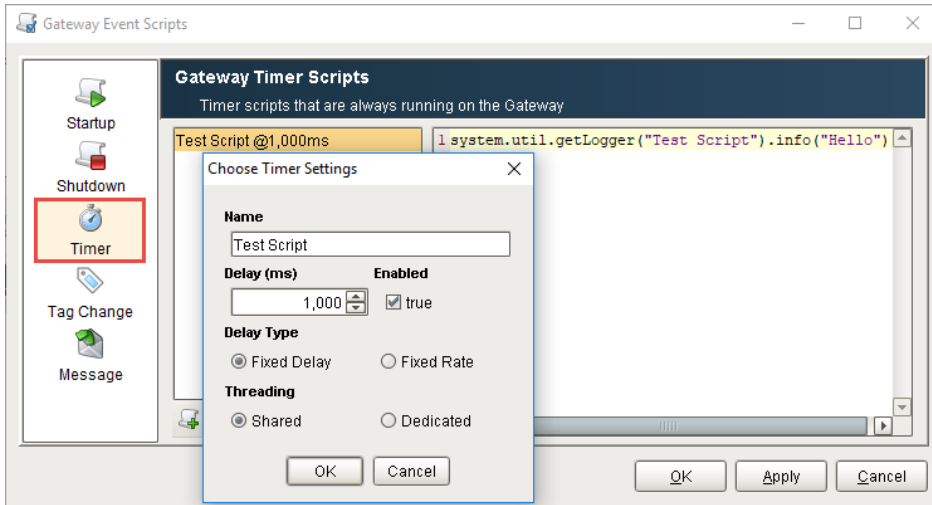 Gateway Event Scripts
Startup
Shutdown
Timer
Tag Change
Message
Gateway Timer Scripts
Timer scripts that are always running on the Gateway
Test Script @1,000ms
1 system.util.getLogger("Test Script").info("Hello")
Choose Timer Settings
Name
Test Script
Delay (ms) Enabled
1,000 true
Delay Type
Fixed Delay Fixed Rate
Threading
Shared Dedicated
OK Cancel
OK Apply Cancel